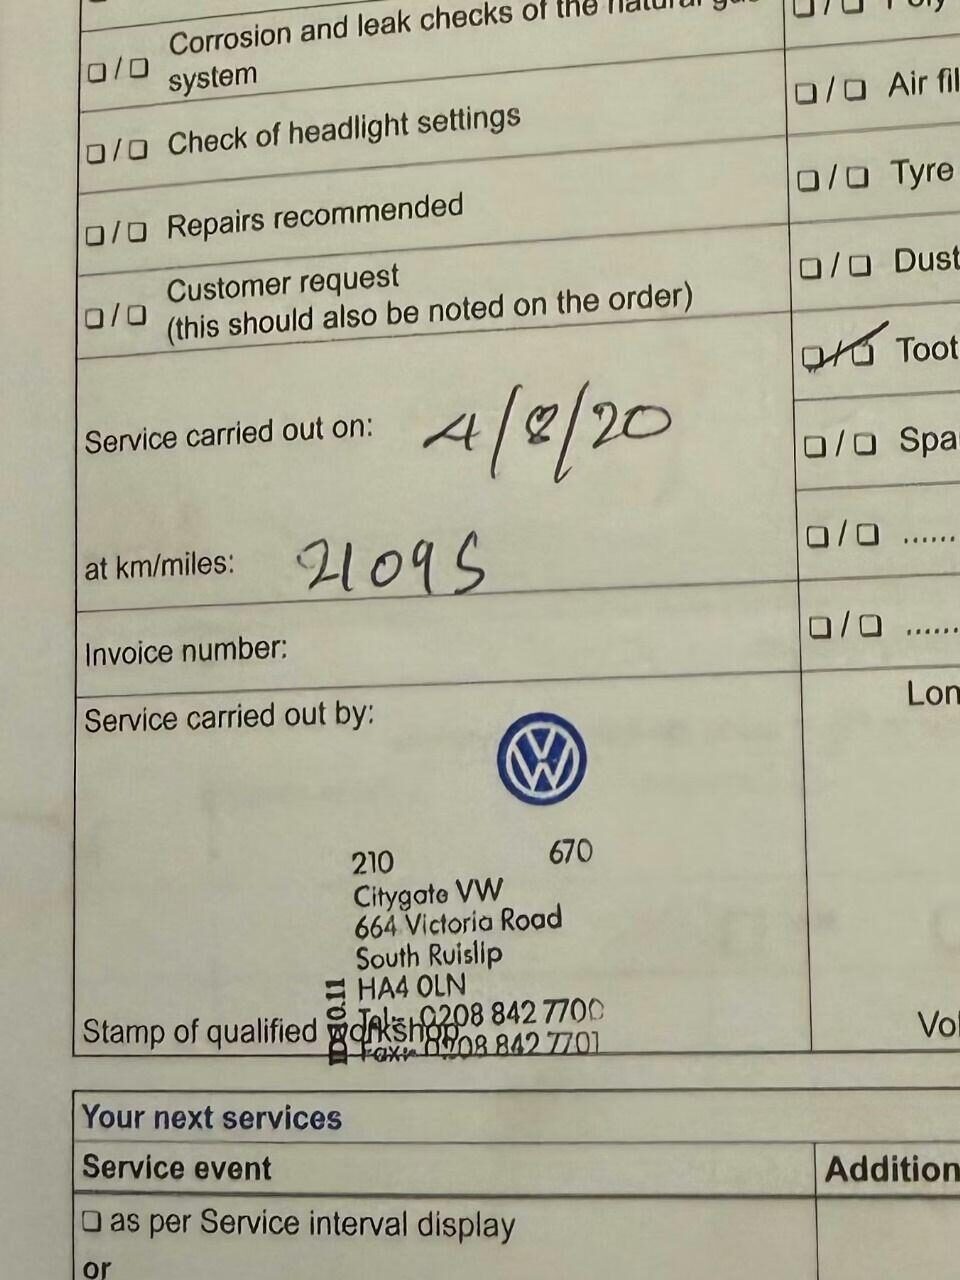 Corrosion and leak checks of the natural gas
❏ / ❏ system
❏ / ❏ Check of headlight settings
❏ / ❏ Repairs recommended
❏ / ❏ Customer request
(this should also be noted on the order)
Service carried out on: 4/8/20
at km/miles: 21095
Invoice number:
Service carried out by:
210 670
Citygate VW
664 Victoria Road
South Ruislip
HA4 0LN
Tel: 0208 842 7700
Fax: 0208 842 7701
Stamp of qualified workshop
❏ / ❏ Poly
❏ / ❏ Air fil
❏ / ❏ Tyre
❏ / ❏ Dust
❏ / ❏ Toot
❏ / ❏ Spa
❏ / ❏ ......
❏ / ❏ ......
Lon
Vol
Your next services
Service event
Addition
❏ as per Service interval display
or